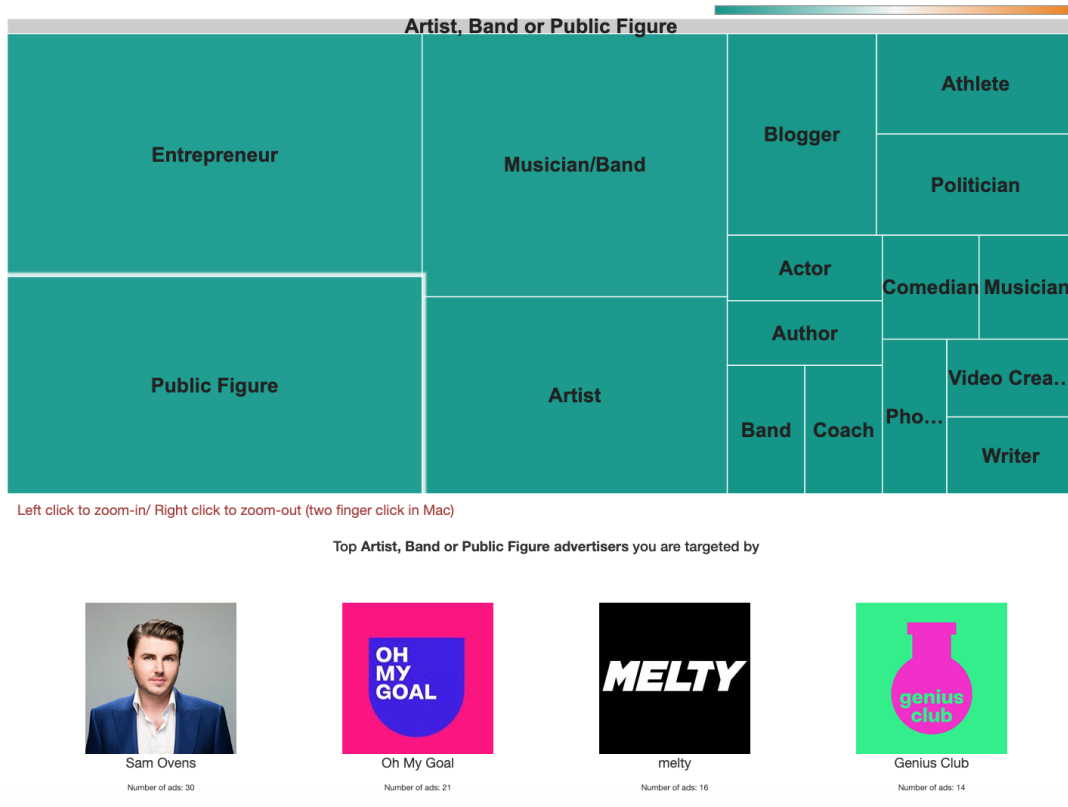 Artist, Band or Public Figure
Entrepreneur
Musician/Band
Blogger
Athlete
Politician
Public Figure
Artist
Actor
Comedian
Musician
Author
Band
Coach
Pho...
Video Crea..
Writer
Left click to zoom-in/ Right click to zoom-out (two finger click in Mac)
Top Artist, Band or Public Figure advertisers you are targeted by
OH
MY
GOAL
MELTY
genius
club
Sam Ovens
Oh My Goal
melty
Genius Club
Number of ads: 30
Number of ads: 21
Number of ads: 16
Number of ads: 14